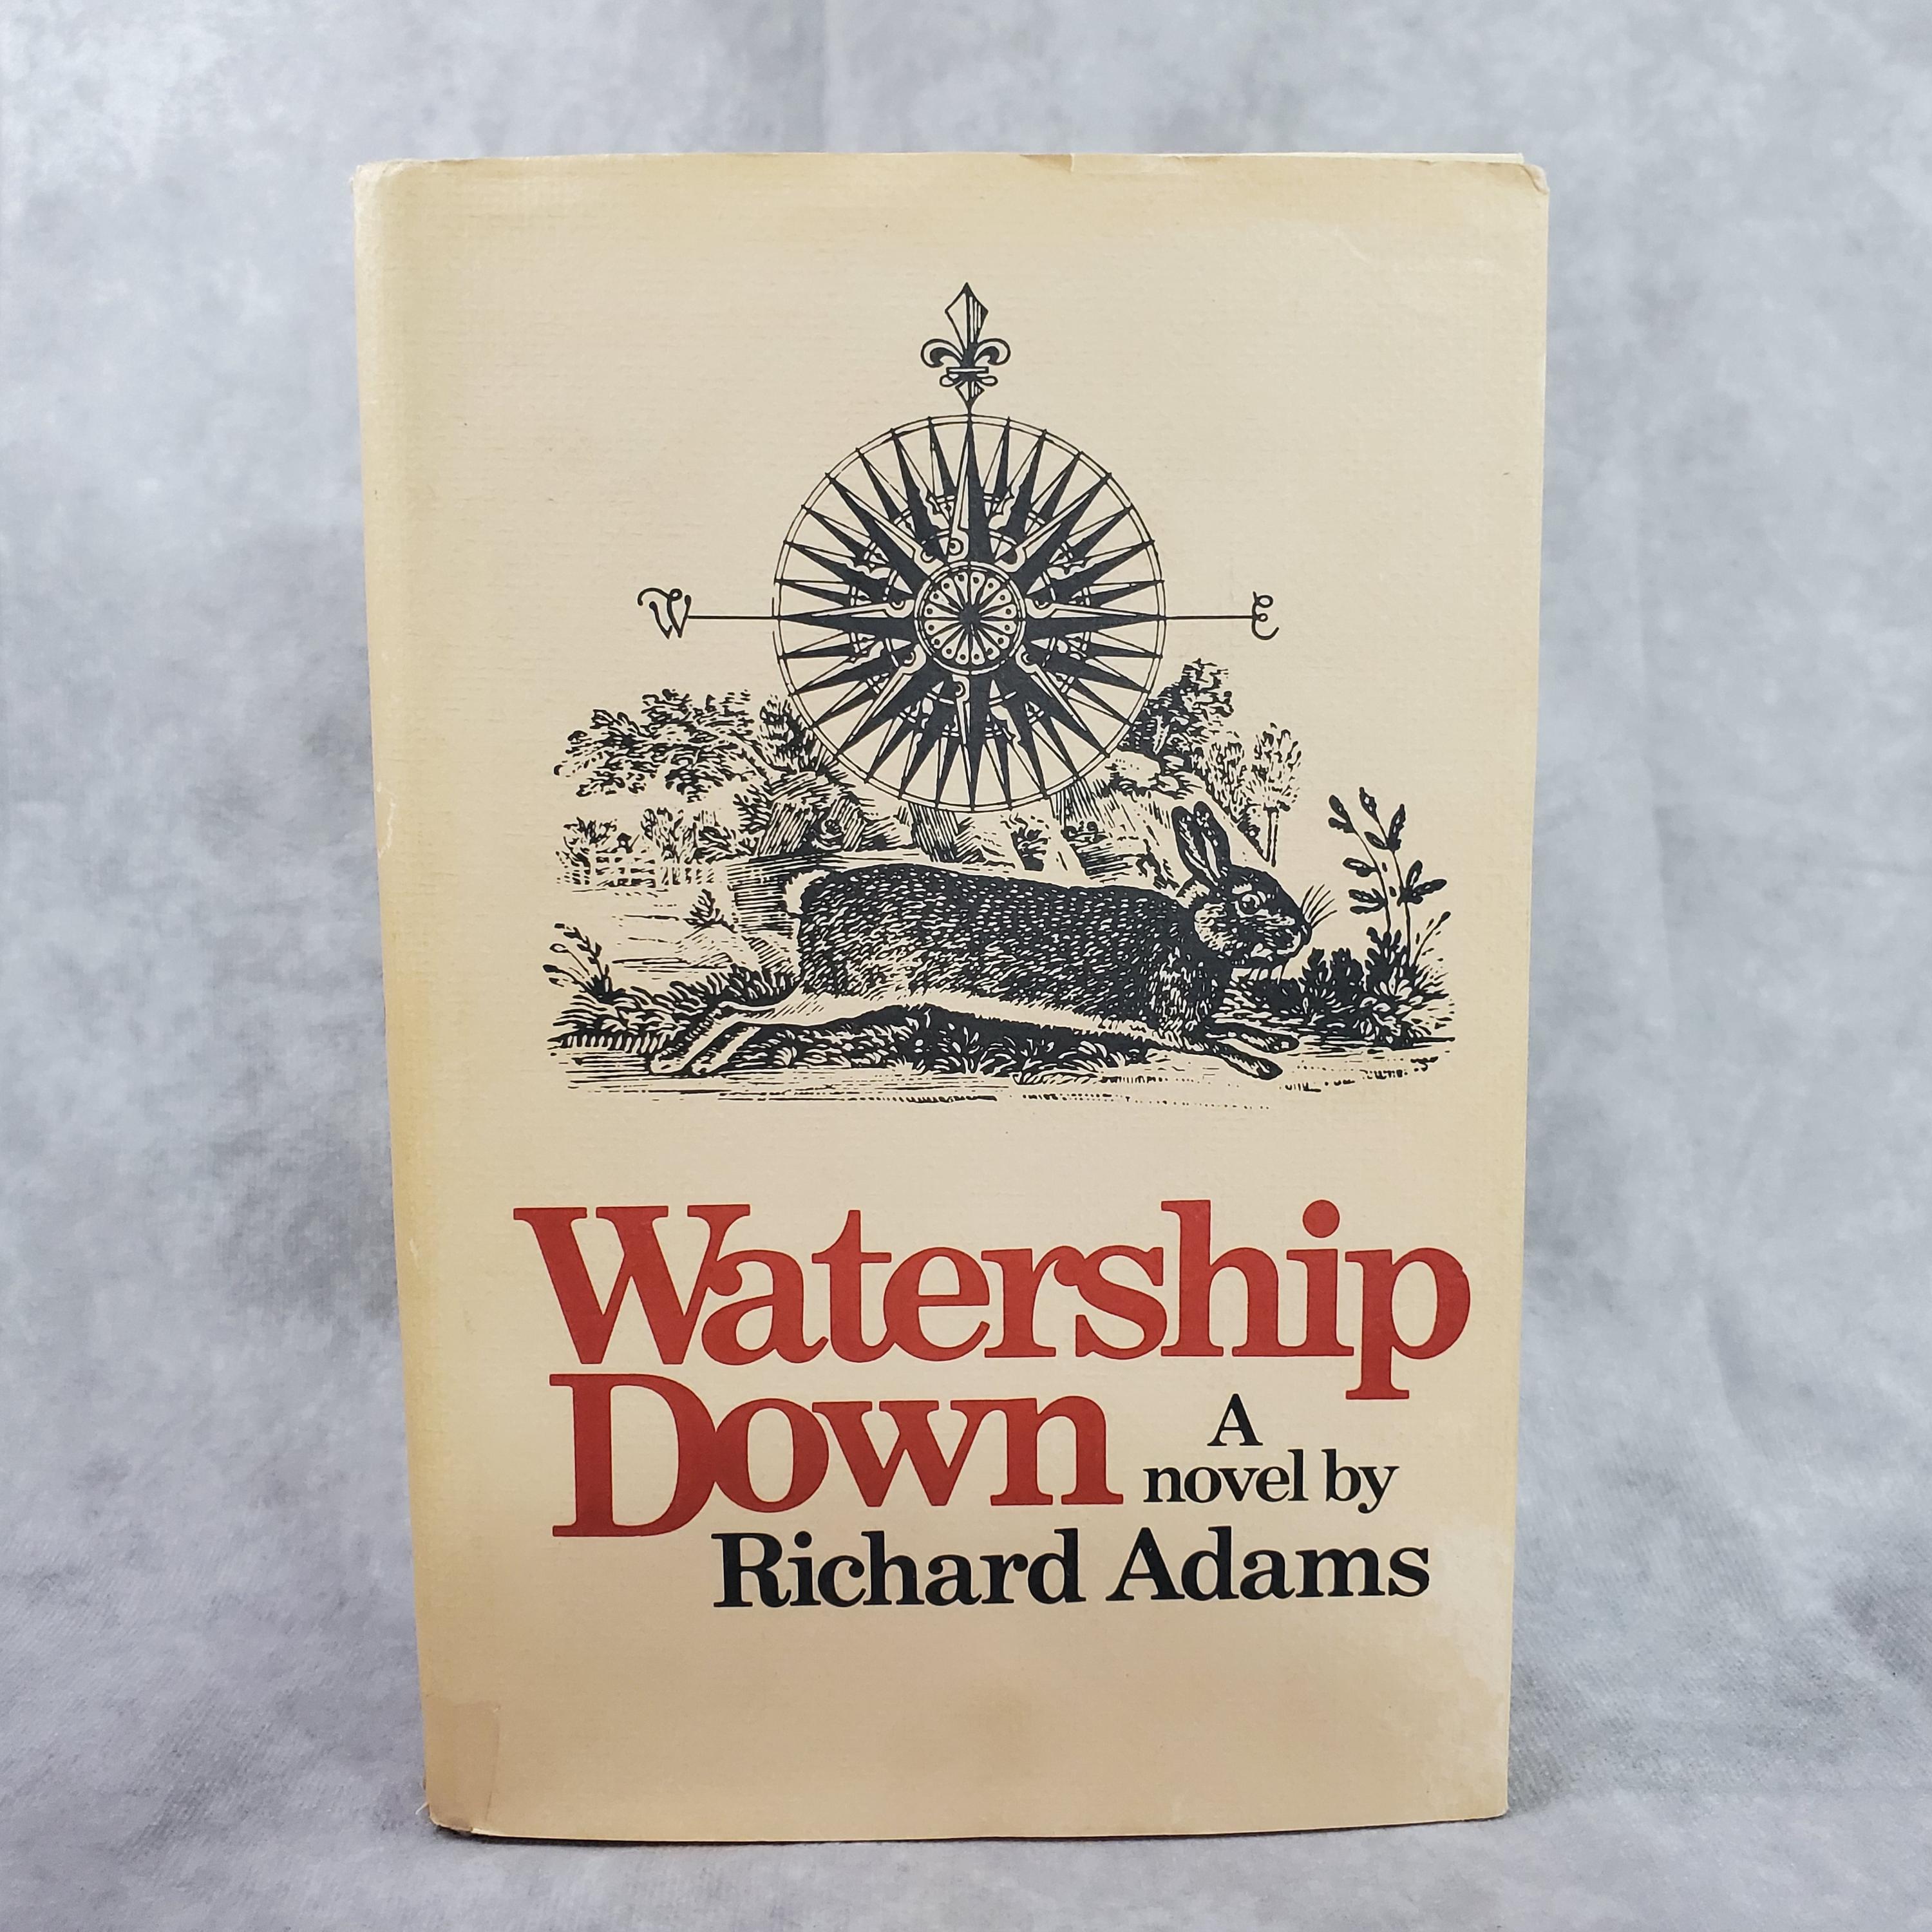 W E
Watership
Down
A
novel by
Richard Adams